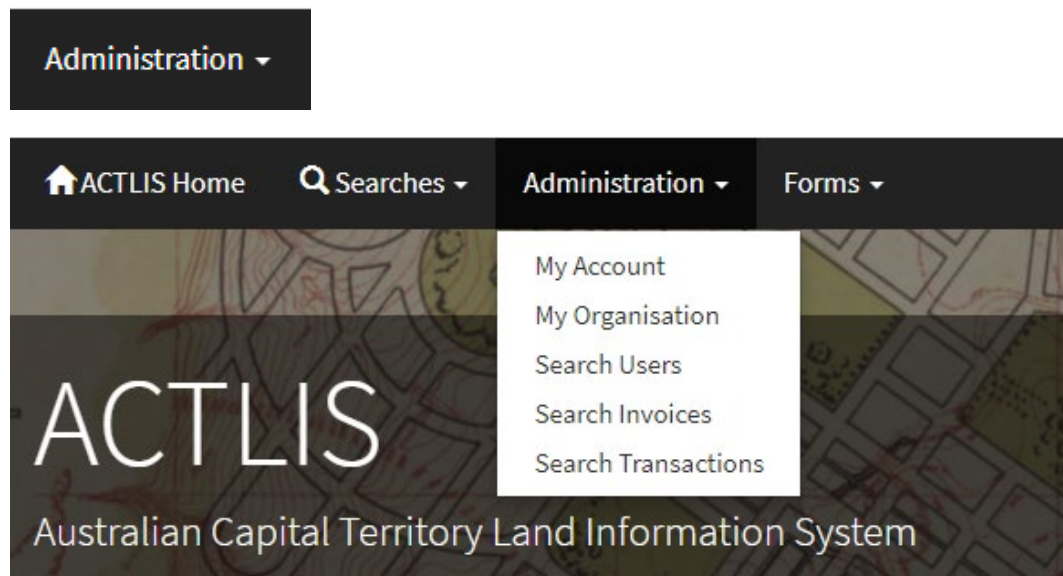 Administration
ACTLIS Home Searches Administration Forms
My Account
My Organisation
Search Users
Search Invoices
Search Transactions
ACTLIS
Australian Capital Territory Land Information System